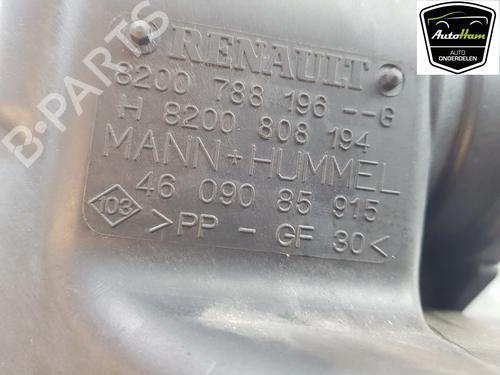 RENAULT
8200 788 196--G
H 8200 808 194
MANN+HUMMEL
46 090 85 915
103 >PP - GF 30<
B-PARTS
AutoHam
AUTO
ONDERDELEN